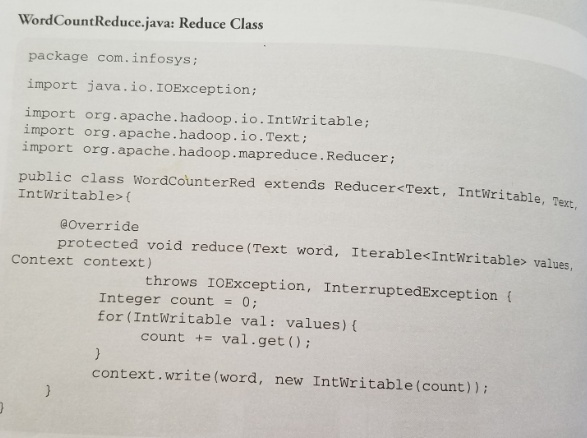 WordCountReduce.java: Reduce Class
package com.infosys;
import java.io.IOException;
import org.apache.hadoop.io.IntWritable;
import org.apache.hadoop.io.Text;
import org.apache.hadoop.mapreduce.Reducer;
public class WordCounterRed extends Reducer<Text, IntWritable, Text,
IntWritable>{
@Override
protected void reduce(Text word, Iterable<IntWritable> values,
Context context)
throws IOException, InterruptedException {
Integer count = 0;
for(IntWritable val: values){
count += val.get();
}
context.write(word, new IntWritable(count));
}
}